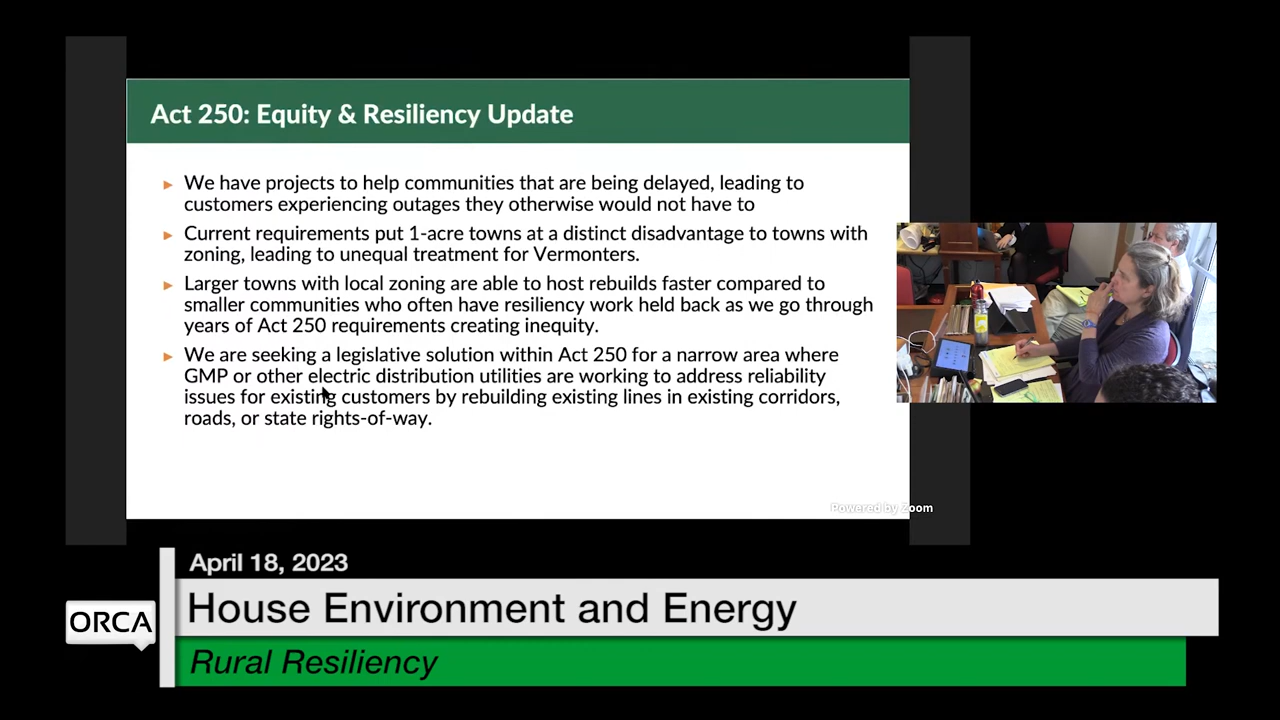 Act 250: Equity & Resiliency Update
We have projects to help communities that are being delayed, leading to
customers experiencing outages they otherwise would not have to
Current requirements put 1-acre towns at a distinct disadvantage to towns with
zoning, leading to unequal treatment for Vermonters.
Larger towns with local zoning are able to host rebuilds faster compared to
smaller communities who often have resiliency work held back as we go through
years of Act 250 requirements creating inequity.
We are seeking a legislative solution within Act 250 for a narrow area where
GMP or other electric distribution utilities are working to address reliability
issues for existing customers by rebuilding existing lines in existing corridors,
roads, or state rights-of-way.
Powered by Zoom
April 18, 2023
House Environment and Energy
ORCA
Rural Resiliency